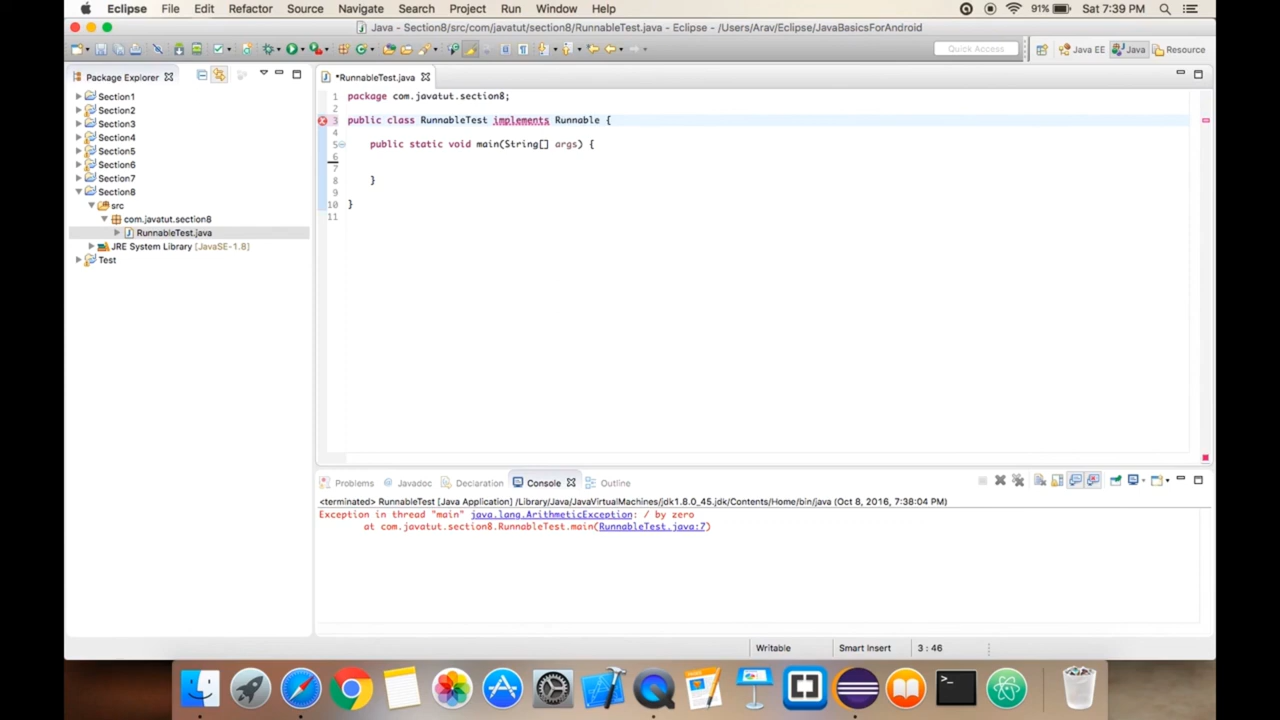 Eclipse File Edit Refactor Source Navigate Search Project Run Window Help 91% Sat 7:39 PM
Java - Section8/src/com/javatut/section8/RunnableTest.java - Eclipse - /Users/Arav/Eclipse/JavaBasicsForAndroid
Quick Access Java EE Java Resource
Package Explorer
Section1
Section2
Section3
Section4
Section5
Section6
Section7
Section8
src
com.javatut.section8
RunnableTest.java
JRE System Library [JavaSE-1.8]
Test
*RunnableTest.java
1 package com.javatut.section8;
2
3 public class RunnableTest implements Runnable {
4
5 public static void main(String[] args) {
6
7
8 }
9
10 }
11
Problems Javadoc Declaration Console Outline
<terminated> RunnableTest [Java Application] /Library/Java/JavaVirtualMachines/jdk1.8.0_45.jdk/Contents/Home/bin/java (Oct 8, 2016, 7:38:04 PM)
Exception in thread "main" java.lang.ArithmeticException: / by zero
at com.javatut.section8.RunnableTest.main(RunnableTest.java:7)
Writable Smart Insert 3 : 46